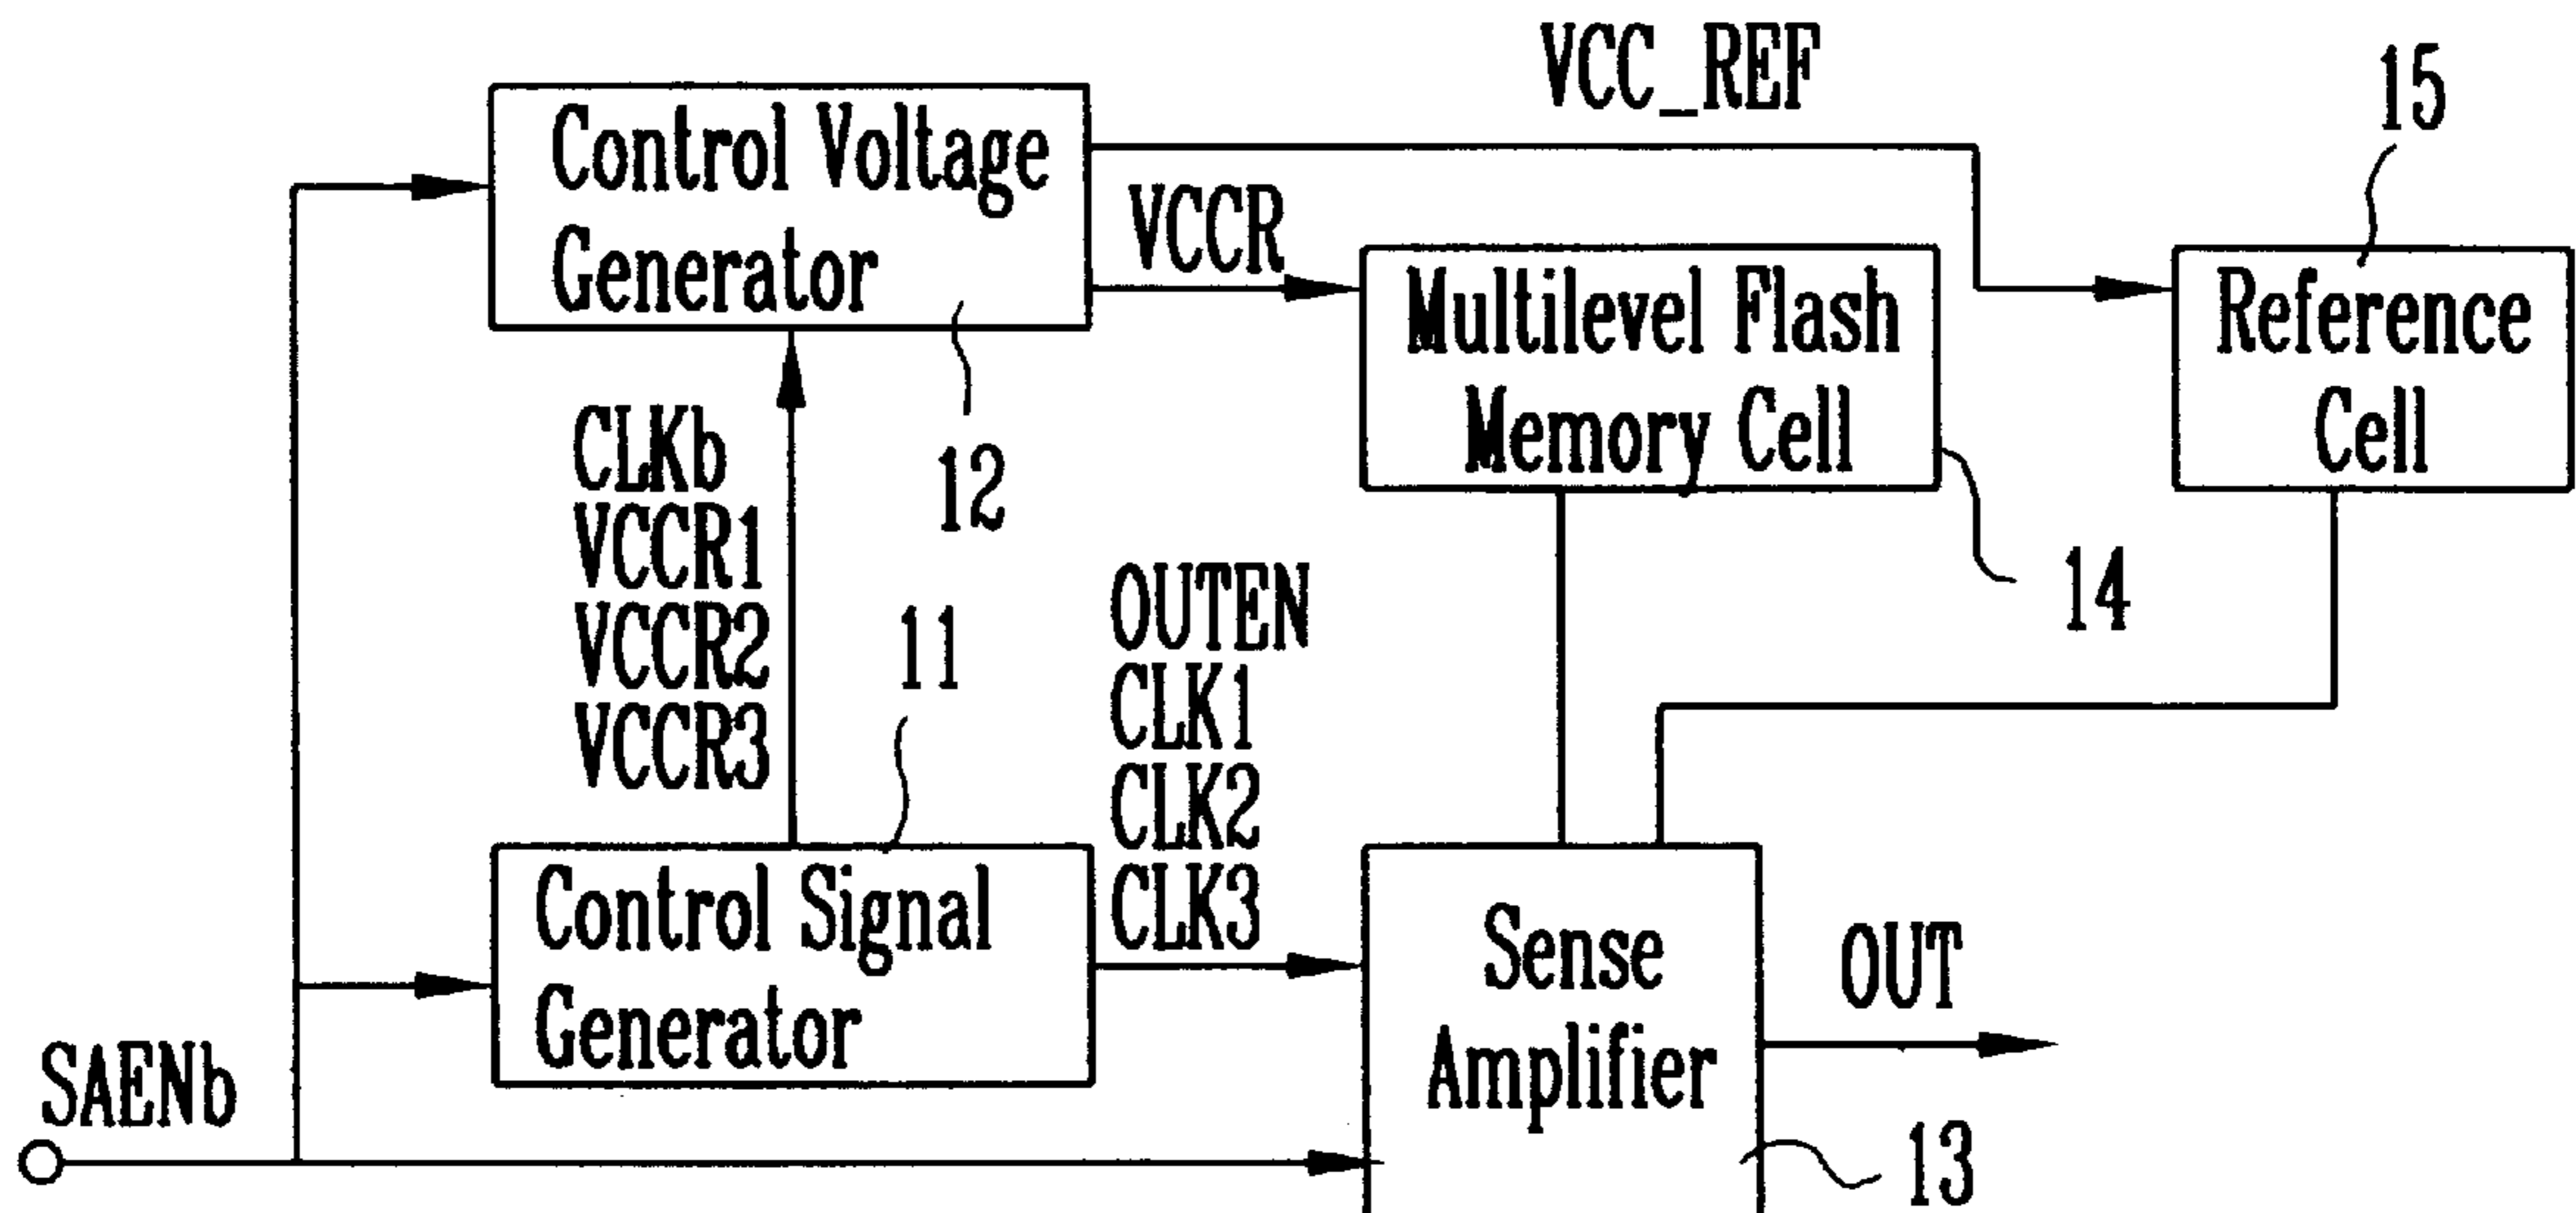 VCC_REF
15
Control Voltage
Generator
VCCR
Multilevel Flash
Memory Cell
Reference
Cell
12
14
CLKb
VCCR1
VCCR2
VCCR3
11
OUTEN
CLK1
CLK2
CLK3
Control Signal
Generator
Sense
Amplifier
OUT
SAENb
13